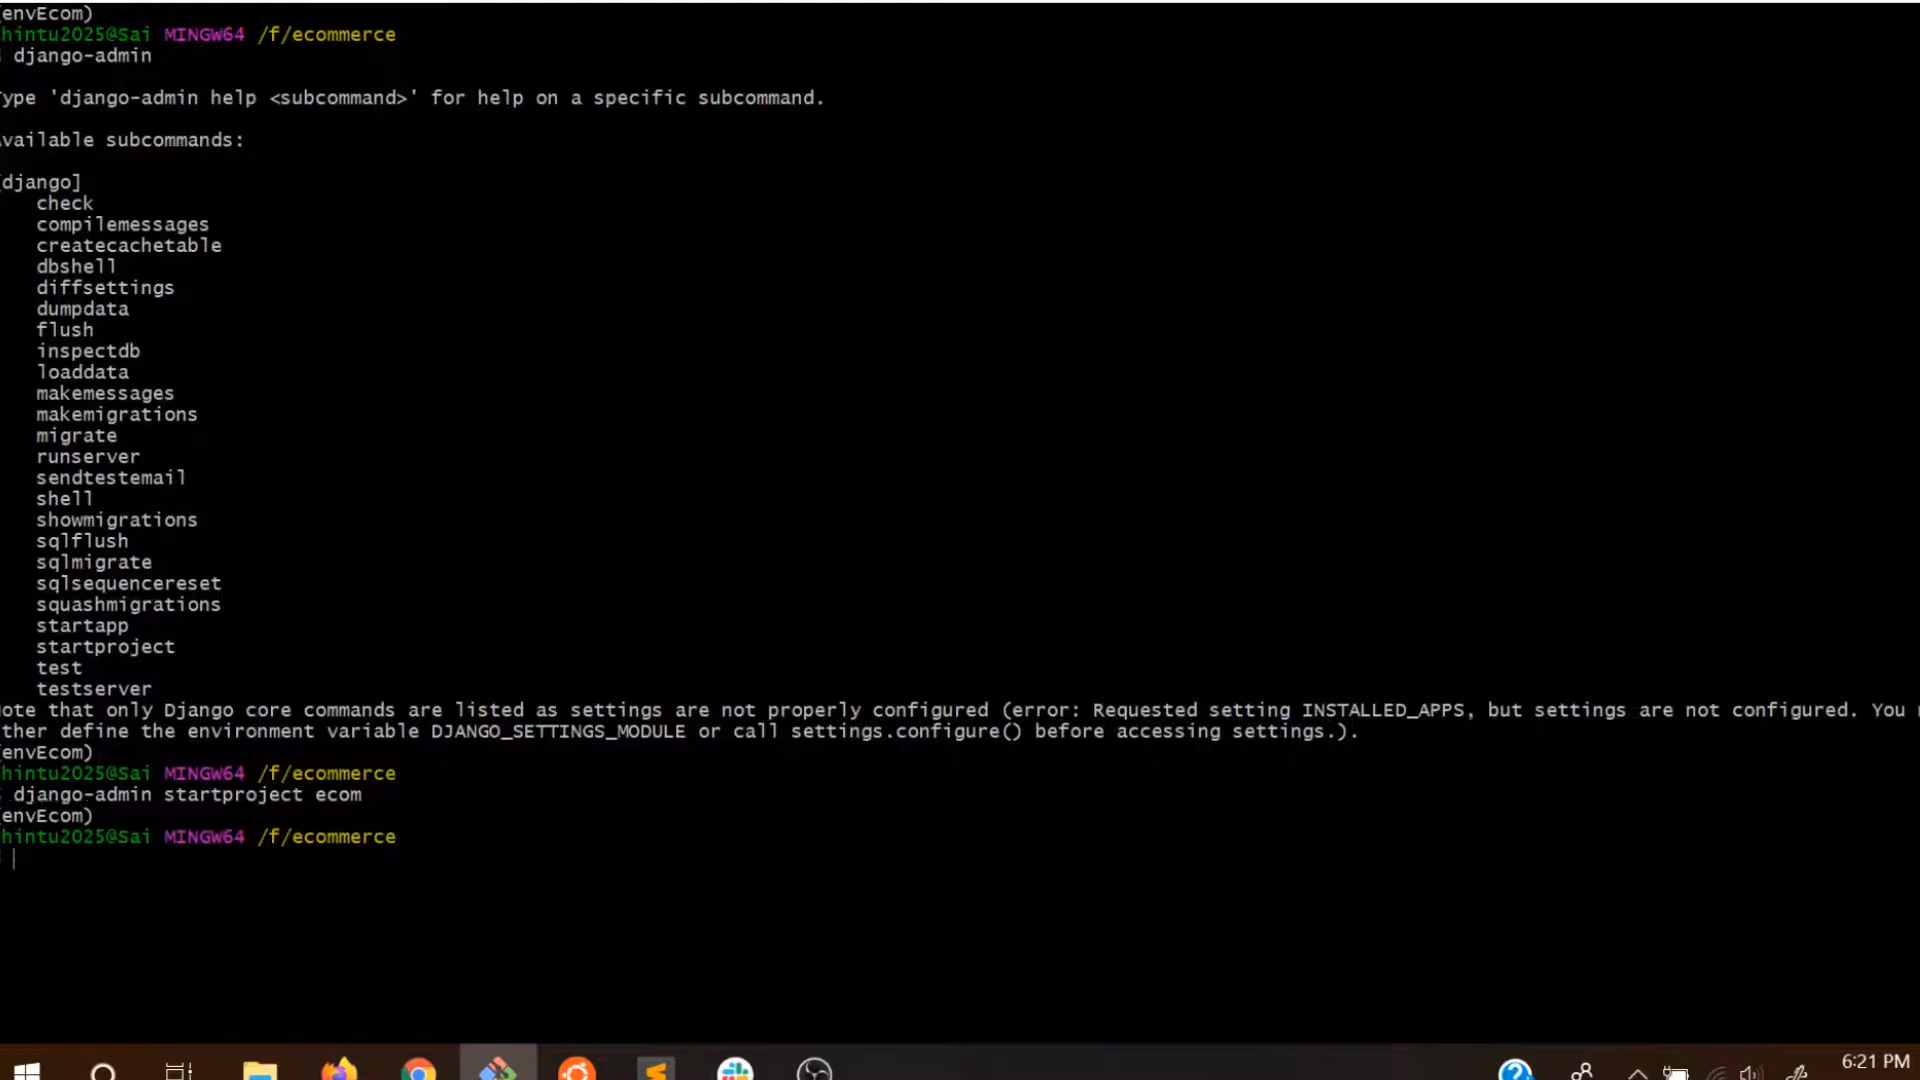 (envEcom)
hintu2025@Sai MINGW64 /f/ecommerce
django-admin
Type 'django-admin help <subcommand>' for help on a specific subcommand.
Available subcommands:
[django]
check
compilemessages
createcachetable
dbshell
diffsettings
dumpdata
flush
inspectdb
loaddata
makemessages
makemigrations
migrate
runserver
sendtestemail
shell
showmigrations
sqlflush
sqlmigrate
sqlsequencereset
squashmigrations
startapp
startproject
test
testserver
ote that only Django core commands are listed as settings are not properly configured (error: Requested setting INSTALLED_APPS, but settings are not configured. You
ther define the environment variable DJANGO_SETTINGS_MODULE or call settings.configure() before accessing settings.).
(envEcom)
hintu2025@Sai MINGW64 /f/ecommerce
django-admin startproject ecom
(envEcom)
hintu2025@Sai MINGW64 /f/ecommerce
6:21 PM